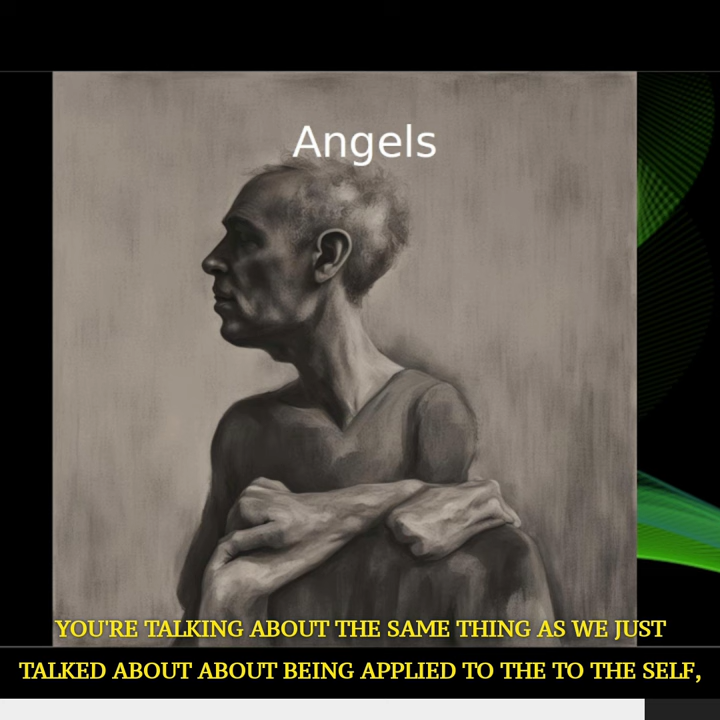 Angels
YOU'RE TALKING ABOUT THE SAME THING AS WE JUST
TALKED ABOUT ABOUT BEING APPLIED TO THE TO THE SELF,